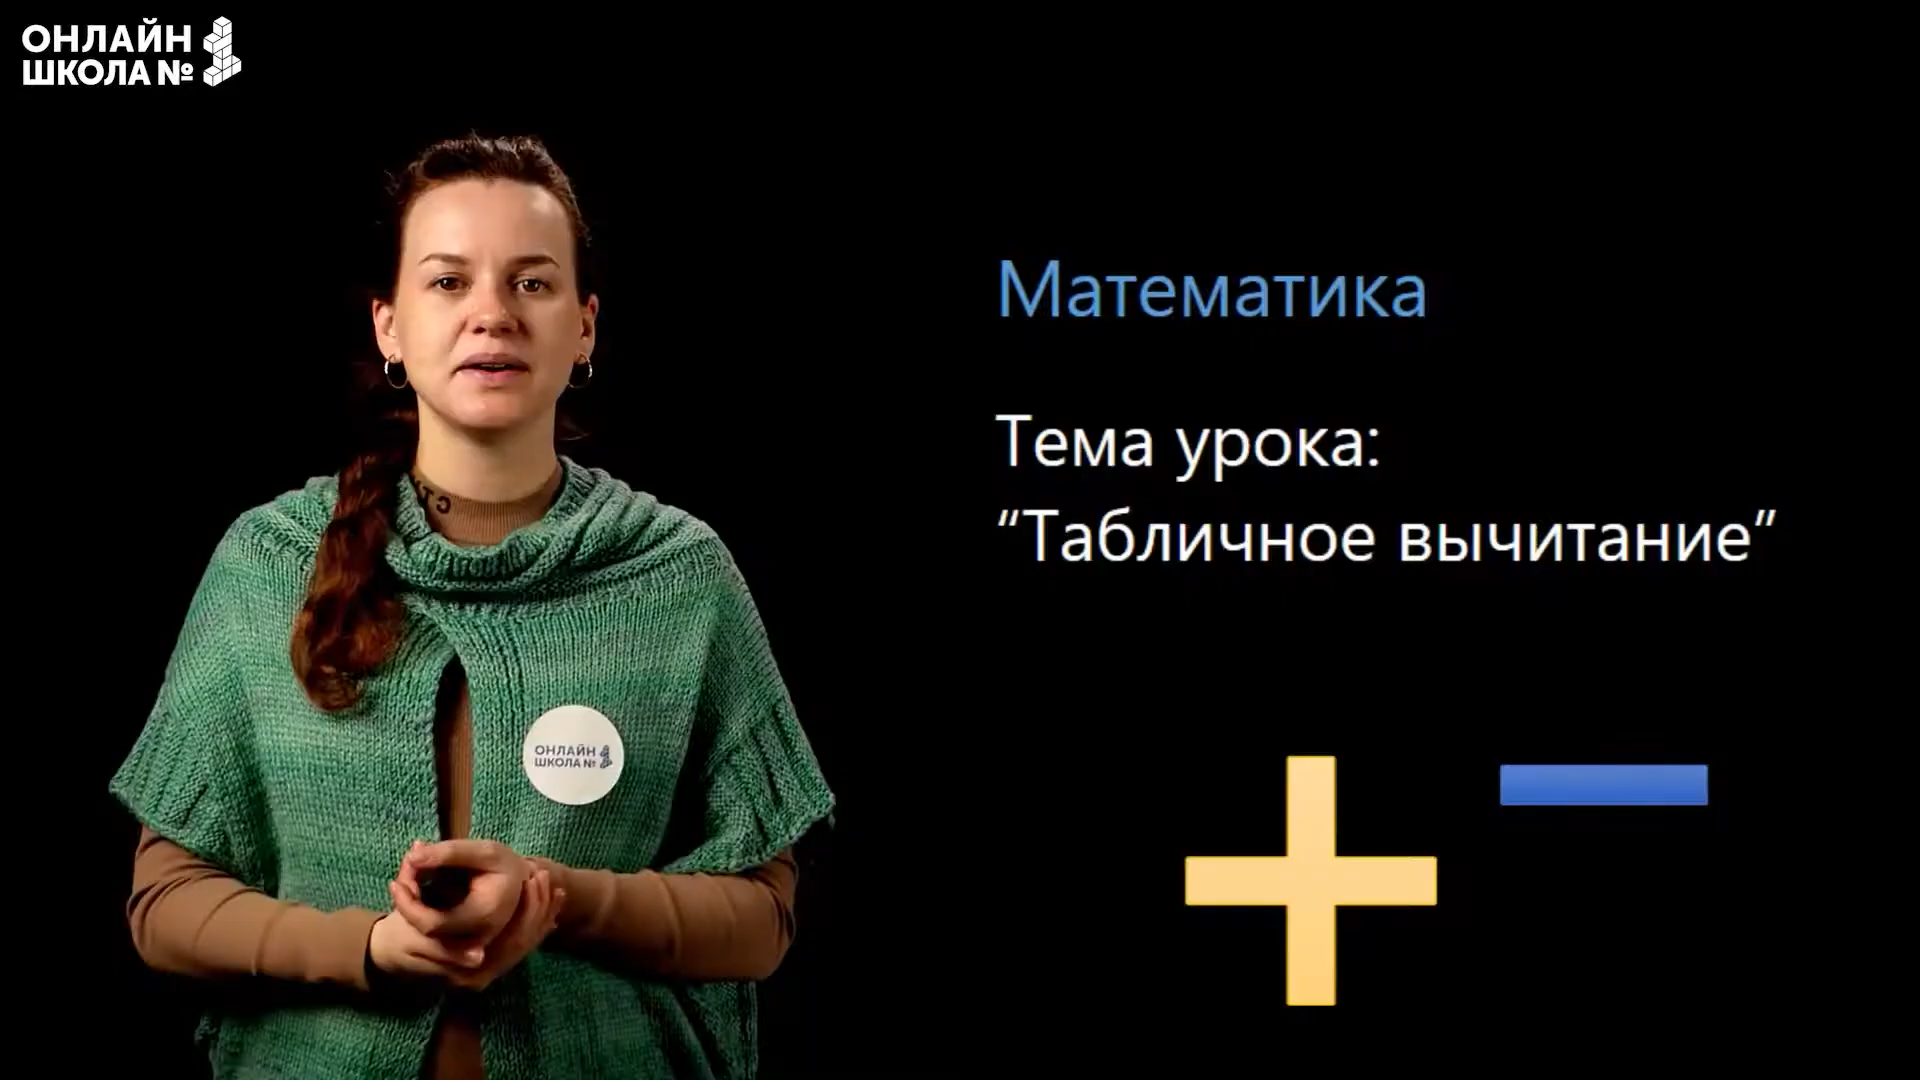 ОНЛАЙН
ШКОЛА №
Математика
Тема урока:
“Табличное вычитание”
ОНЛАЙН
ШКОЛА №